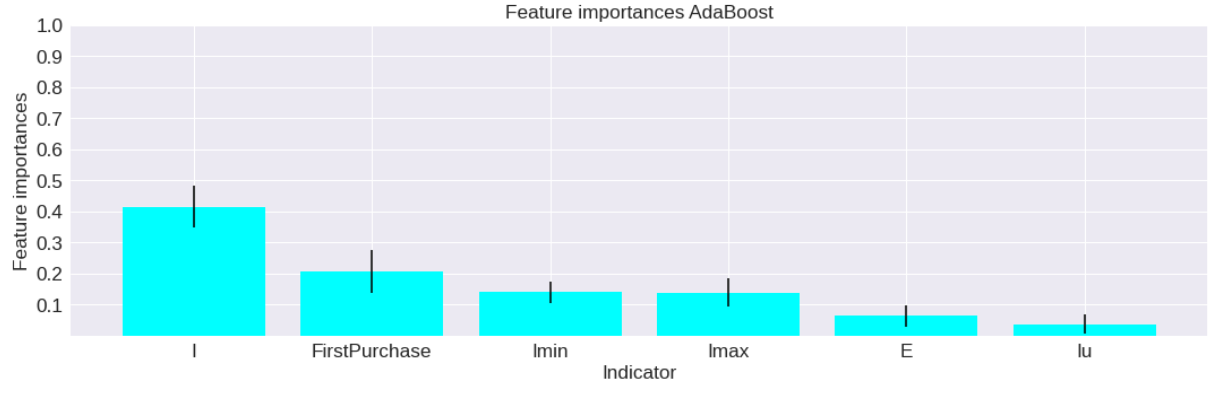 Feature importances AdaBoost
Feature importances
1.0
0.9
0.8
0.7
0.6
0.5
0.4
0.3
0.2
0.1
I FirstPurchase Imin Imax E Iu
Indicator